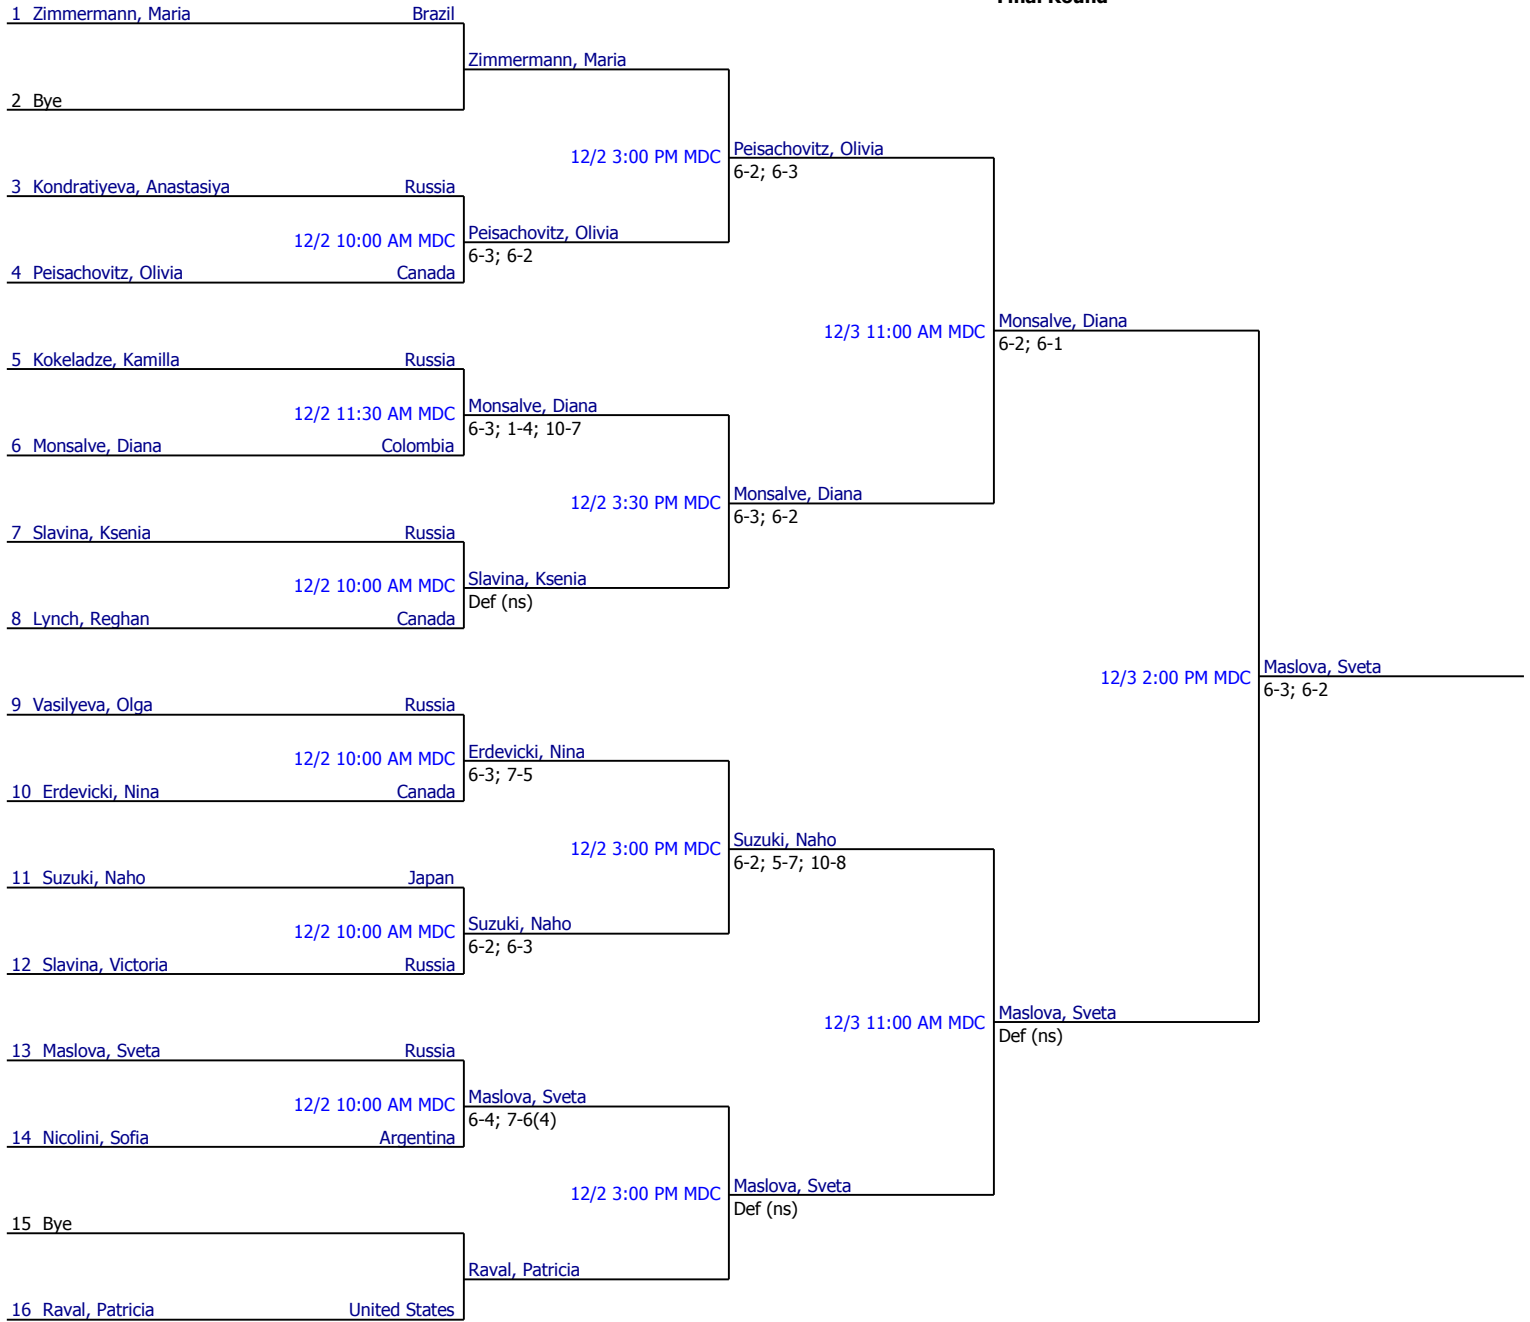 Final Round
1 Zimmermann, Maria Brazil
Zimmermann, Maria
2 Bye
12/2 3:00 PM MDC Peisachovitz, Olivia
6-2; 6-3
3 Kondratiyeva, Anastasiya Russia
12/2 10:00 AM MDC Peisachovitz, Olivia
6-3; 6-2
4 Peisachovitz, Olivia Canada
12/3 11:00 AM MDC Monsalve, Diana
6-2; 6-1
5 Kokeladze, Kamilla Russia
12/2 11:30 AM MDC Monsalve, Diana
6-3; 1-4; 10-7
6 Monsalve, Diana Colombia
12/2 3:30 PM MDC Monsalve, Diana
6-3; 6-2
7 Slavina, Ksenia Russia
12/2 10:00 AM MDC Slavina, Ksenia
Def (ns)
8 Lynch, Reghan Canada
12/3 2:00 PM MDC Maslova, Sveta
6-3; 6-2
9 Vasilyeva, Olga Russia
12/2 10:00 AM MDC Erdevicki, Nina
6-3; 7-5
10 Erdevicki, Nina Canada
12/2 3:00 PM MDC Suzuki, Naho
6-2; 5-7; 10-8
11 Suzuki, Naho Japan
12/2 10:00 AM MDC Suzuki, Naho
6-2; 6-3
12 Slavina, Victoria Russia
12/3 11:00 AM MDC Maslova, Sveta
Def (ns)
13 Maslova, Sveta Russia
12/2 10:00 AM MDC Maslova, Sveta
6-4; 7-6(4)
14 Nicolini, Sofia Argentina
12/2 3:00 PM MDC Maslova, Sveta
Def (ns)
15 Bye
Raval, Patricia
16 Raval, Patricia United States